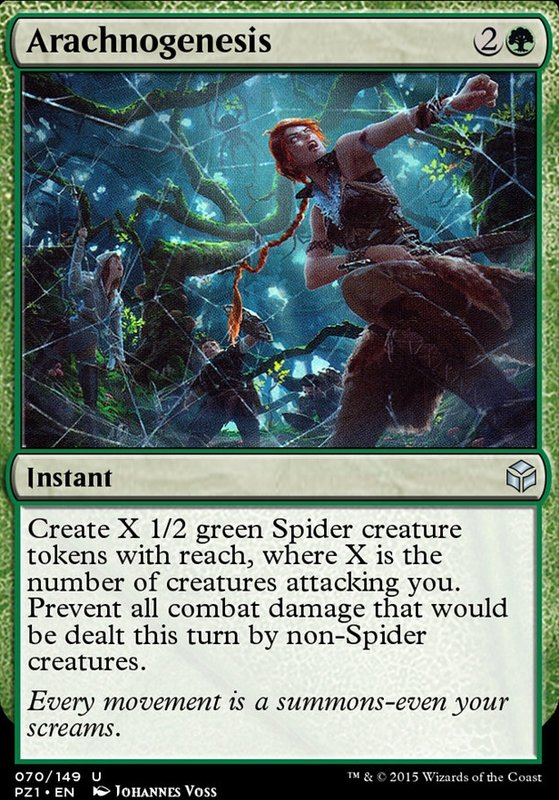 Arachnogenesis 2
Instant
Create X 1/2 green Spider creature
tokens with reach, where X is the
number of creatures attacking you.
Prevent all combat damage that would
be dealt this turn by non-Spider
creatures.
Every movement is a summons-even your
screams.
070/149 U
PZ1 • EN Johannes Voss
™ & © 2015 Wizards of the Coast